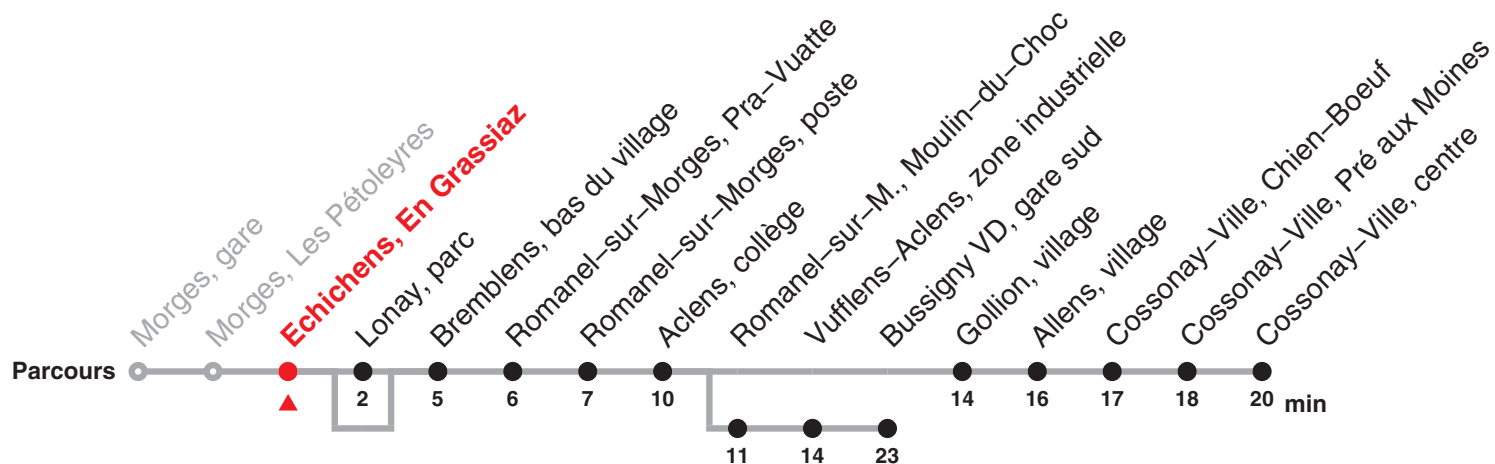 Morges, gare
Morges, Les Pétoleyres
Echichens, En Grassiaz
Lonay, parc
Bremblens, bas du village
Romanel–sur–Morges, Pra–Vuatte
Romanel–sur–Morges, poste
Aclens, collège
Romanel–sur–M., Moulin–du–Choc
Vufflens–Aclens, zone industrielle
Bussigny VD, gare sud
Gollion, village
Allens, village
Cossonay–Ville, Chien–Boeuf
Cossonay–Ville, Pré aux Moines
Cossonay–Ville, centre
Parcours
2 5 6 7 10 14 16 17 18 20 min
11 14 23